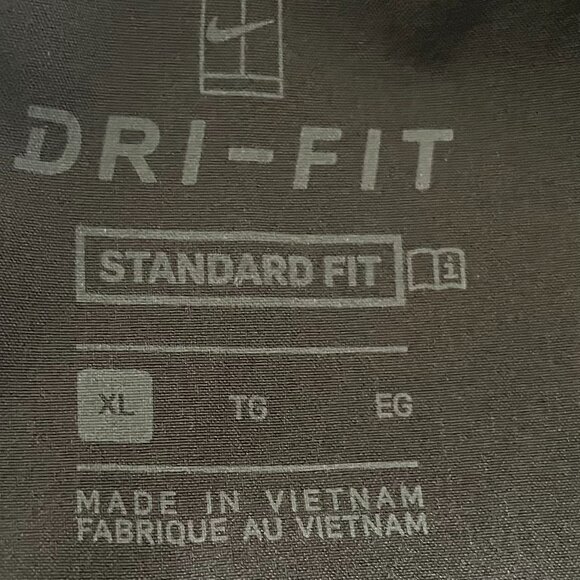 DRI-FIT
STANDARD FIT i
XL TG EG
MADE IN VIETNAM
FABRIQUE AU VIETNAM